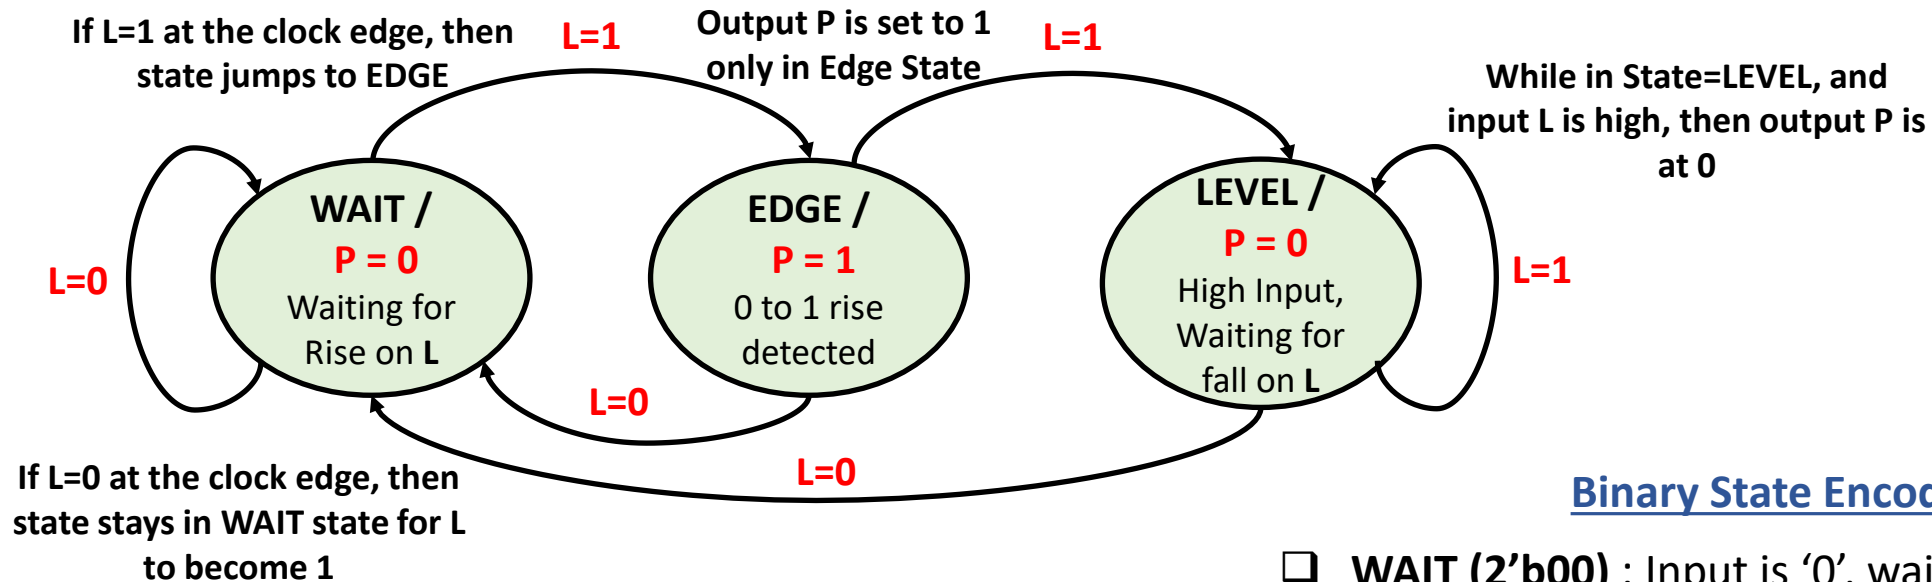 If L=1 at the clock edge, then
state jumps to EDGE
L=1
Output P is set to 1
only in Edge State
L=1
While in State=LEVEL, and
input L is high, then output P is
at 0
L=0
WAIT /
P = 0
Waiting for
Rise on L
EDGE /
P = 1
0 to 1 rise
detected
LEVEL /
P = 0
High Input,
Waiting for
fall on L
L=1
L=0
L=0
If L=0 at the clock edge, then
state stays in WAIT state for L
to become 1
Binary State
WAIT (2’b00) : Input is ‘0’,